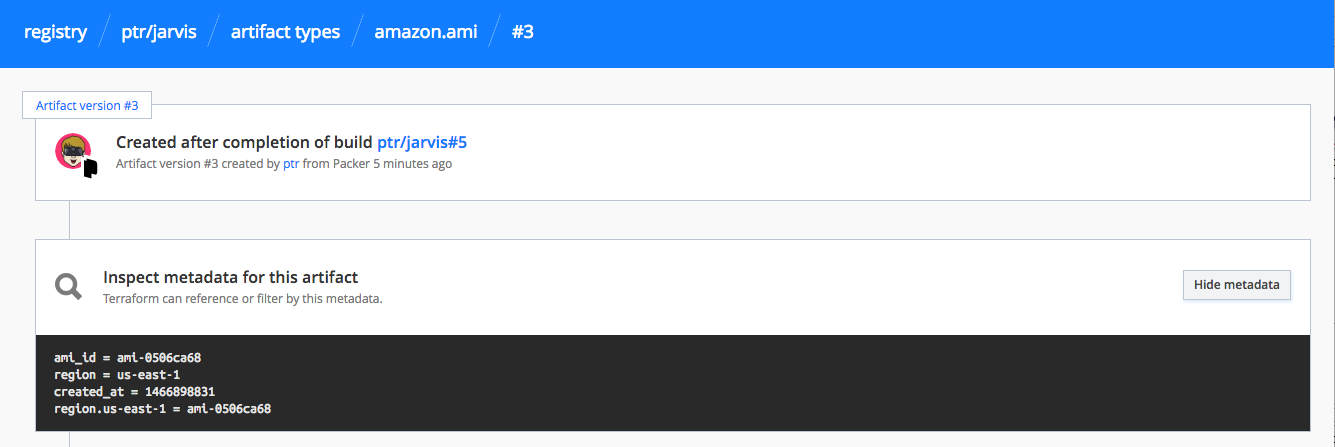 registry / ptr/jarvis / artifact types / amazon.ami / #3
Artifact version #3
Created after completion of build ptr/jarvis#5
Artifact version #3 created by ptr from Packer 5 minutes ago
Inspect metadata for this artifact
Terraform can reference or filter by this metadata.
Hide metadata
ami_id = ami-0506ca68
region = us-east-1
created_at = 1466898831
region.us-east-1 = ami-0506ca68